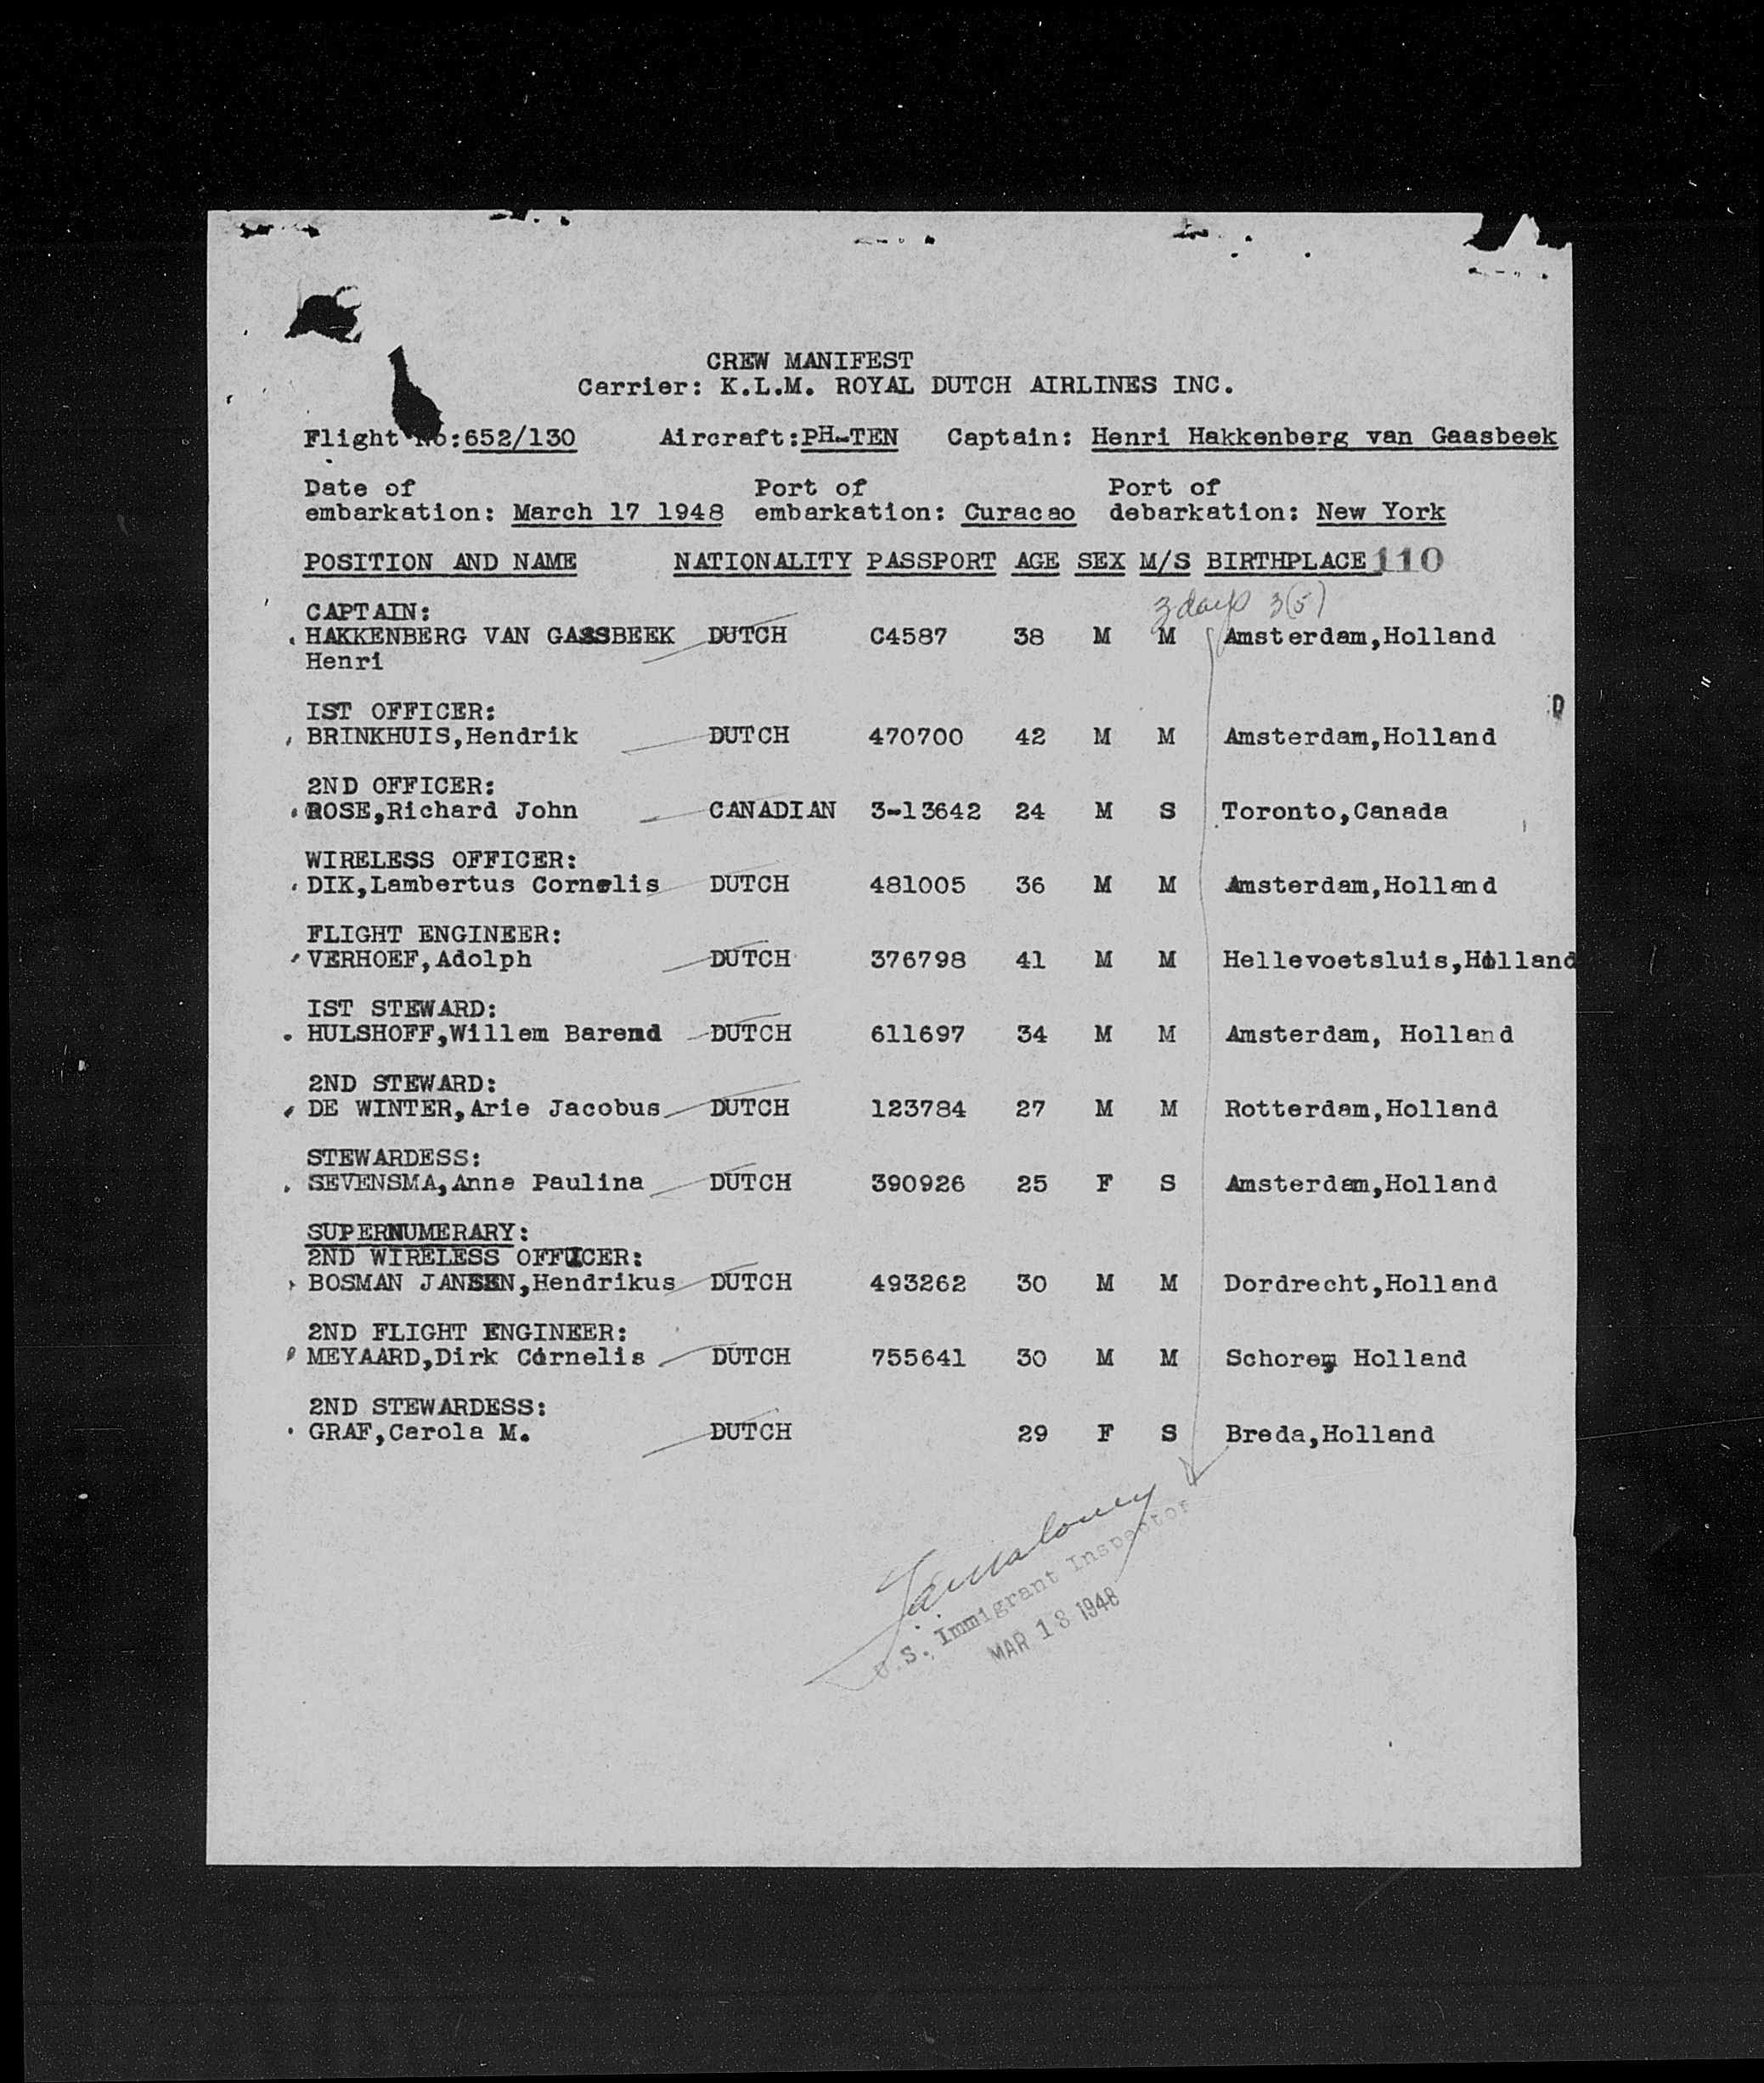 CREW MANIFEST
Carrier: K.L.M. ROYAL DUTCH AIRLINES INC.
Flight No:652/130 Aircraft:PH-TEN Captain: Henri Hakkenberg van Gaasbeek
Date of Port of Port of
embarkation: March 17 1948 embarkation: Curacao debarkation: New York
POSITION AND NAME NATIONALITY PASSPORT AGE SEX M/S BIRTHPLACE 110
3 days 3(5)
CAPTAIN:
HAKKENBERG VAN GAASBEEK DUTCH C4587 38 M M Amsterdam,Holland
Henri
IST OFFICER:
BRINKHUIS,Hendrik DUTCH 470700 42 M M Amsterdam,Holland
2ND OFFICER:
ROSE,Richard John CANADIAN 3-13642 24 M S Toronto,Canada
WIRELESS OFFICER:
DIK,Lambertus Cornelis DUTCH 481005 36 M M Amsterdam,Holland
FLIGHT ENGINEER:
VERHOEF,Adolph DUTCH 376798 41 M M Hellevoetsluis,Holland
IST STEWARD:
HULSHOFF,Willem Barend DUTCH 611697 34 M M Amsterdam, Holland
2ND STEWARD:
DE WINTER,Arie Jacobus DUTCH 123784 27 M M Rotterdam,Holland
STEWARDESS:
SEVENSMA,Anna Paulina DUTCH 390926 25 F S Amsterdam,Holland
SUPERNUMERARY:
2ND WIRELESS OFFICER:
BOSMAN JANSEN,Hendrikus DUTCH 493262 30 M M Dordrecht,Holland
2ND FLIGHT ENGINEER:
MEYAARD,Dirk Cornelis DUTCH 755641 30 M M Schorem, Holland
2ND STEWARDESS:
GRAF,Carola M. DUTCH 29 F S Breda,Holland
U.S. Immigrant Inspector
MAR 18 1948